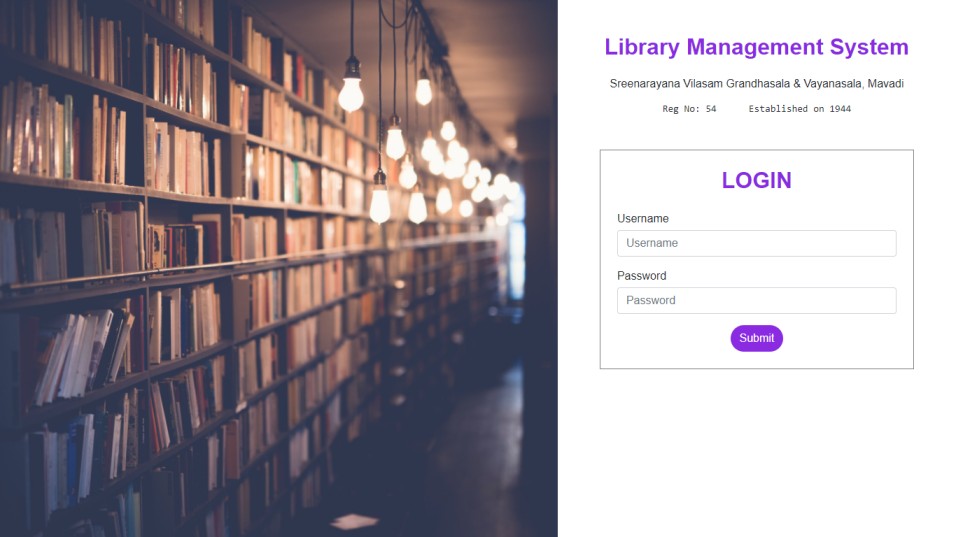 Library Management System
Sreenarayana Vilasam Grandhasala & Vayanasala, Mavadi
Reg No: 54 Established on 1944
LOGIN
Username
Username
Password
Password
Submit